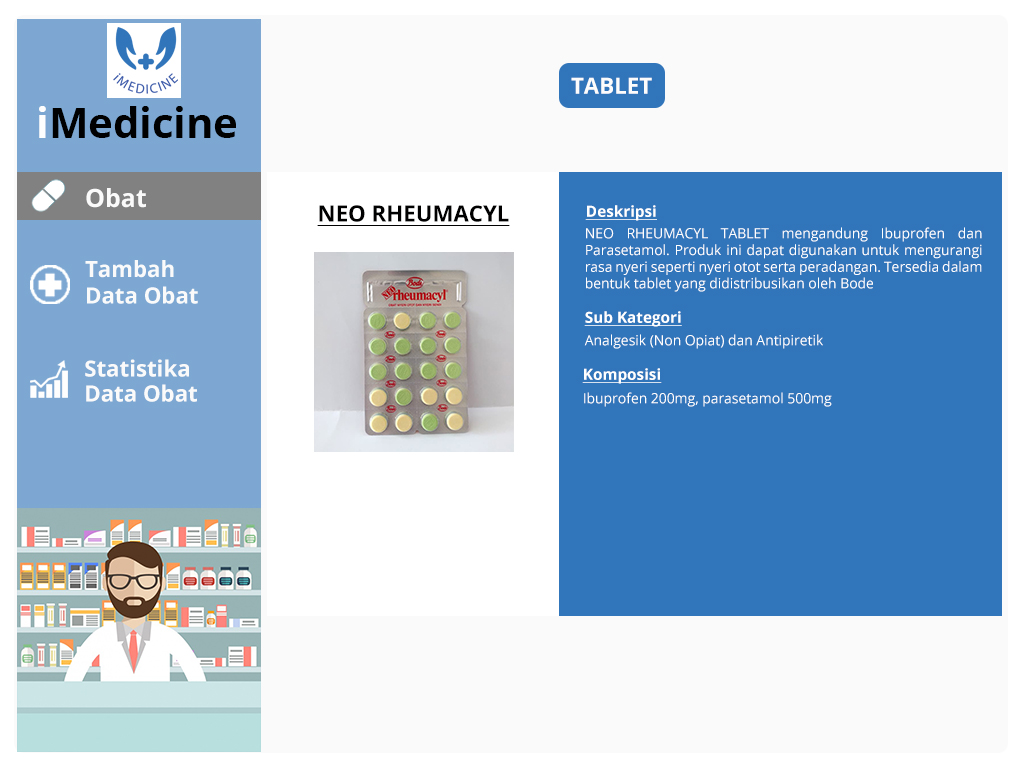 iMEDICINE
iMedicine
TABLET
Obat
Tambah
Data Obat
Statistika
Data Obat
NEO RHEUMACYL
Bode
NEO rheumacyl
Deskripsi
NEO RHEUMACYL TABLET mengandung Ibuprofen dan
Parasetamol. Produk ini dapat digunakan untuk mengurangi
rasa nyeri seperti nyeri otot serta peradangan. Tersedia dalam
bentuk tablet yang didistribusikan oleh Bode
Sub Kategori
Analgesik (Non Opiat) dan Antipiretik
Komposisi
Ibuprofen 200mg, parasetamol 500mg